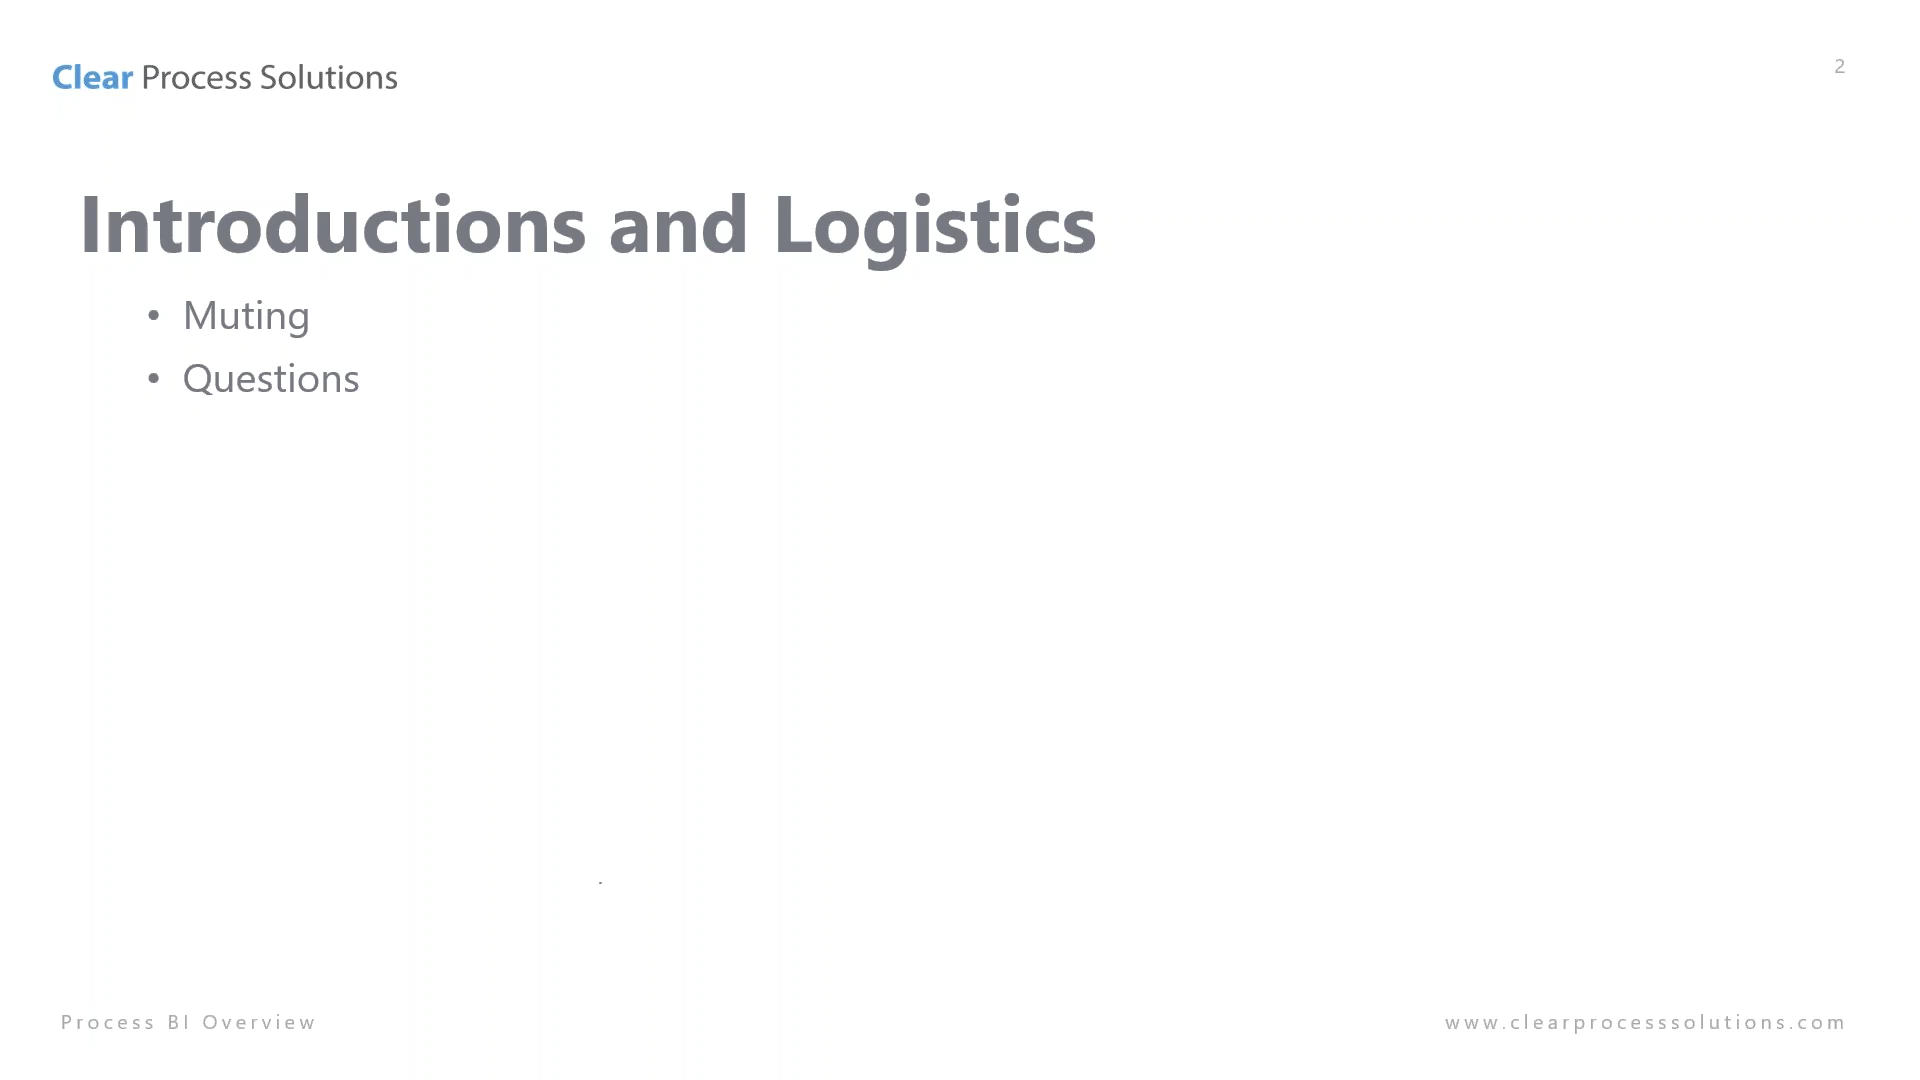 Clear Process Solutions
2
Introductions and Logistics
• Muting
• Questions
Process BI Overview
www.clearprocesssolutions.com